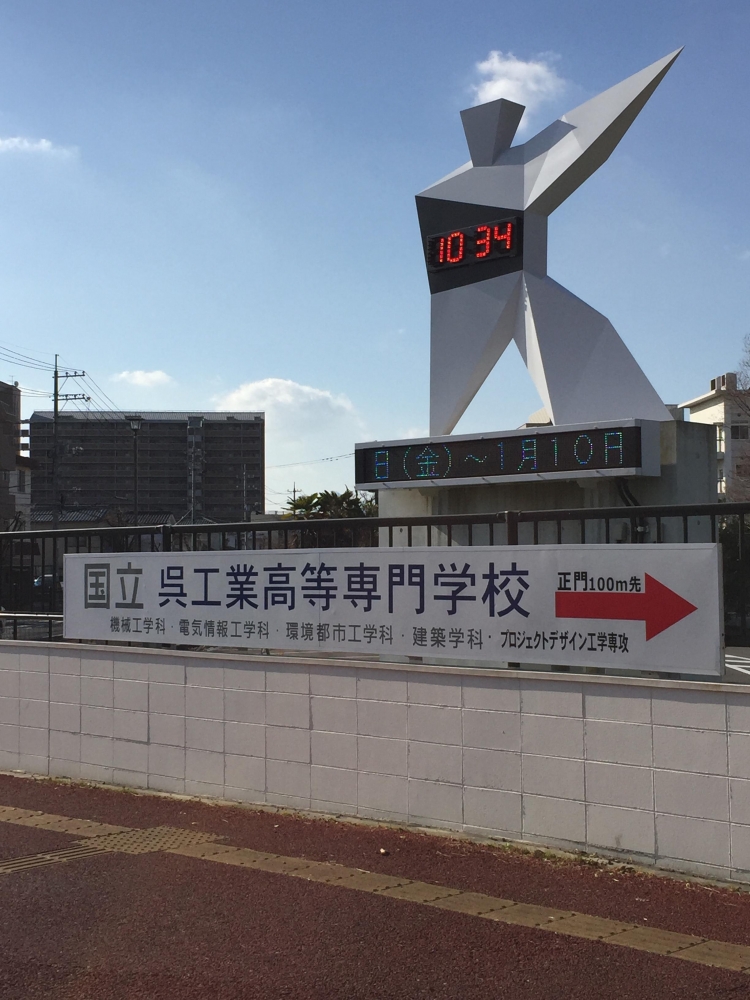 10 34
日(金)～1月10日
国立 呉工業高等専門学校
機械工学科・電気情報工学科・環境都市工学科・建築学科・プロジェクトデザイン工学専攻
正門100m先